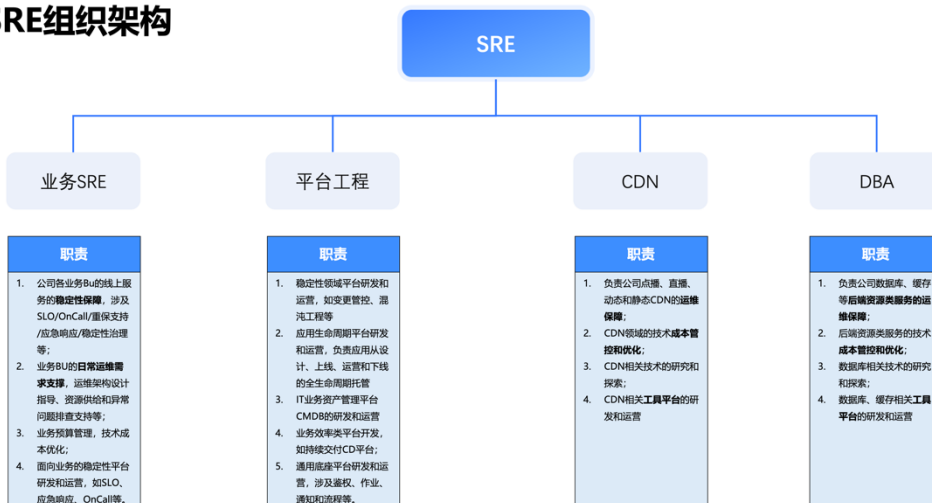 SRE组织架构
SRE
业务SRE
平台工程
CDN
DBA
职责
1. 公司各业务Bu的线上服
务的稳定性保障，涉及
SLO/OnCall/重保支持
/应急响应/稳定性治理
等；
2. 业务BU的日常运维需
求支撑，运维架构设计
指导、资源供给和异常
问题排查支持等；
3. 业务预算管理，技术成
本优化；
4. 面向业务的稳定性平台
研发和运营，如SLO、
应急响应、OnCall等。
职责
1. 稳定性领域平台研发和
运营，如变更管控、混
沌工程等
2. 应用生命周期平台研发
和运营，负责应用从设
计、上线、运营和下线
的全生命周期托管
3. IT业务资产管理平台
CMDB的研发和运营
4. 业务效率类平台开发，
如持续交付CD平台；
5. 通用底座平台研发和运
营，涉及鉴权、作业、
通知和流程等。
职责
1. 负责公司点播、直播、
动态和静态CDN的运维
保障；
2. CDN领域的技术成本管
控和优化；
3. CDN相关技术的研究和
探索；
4. CDN相关工具平台的研
发和运营
职责
1. 负责公司数据库、缓存
等后端资源类服务的运
维保障；
2. 后端资源类服务的技术
成本管控和优化；
3. 数据库相关技术的研究
和探索；
4. 数据库、缓存相关工具
平台的研发和运营